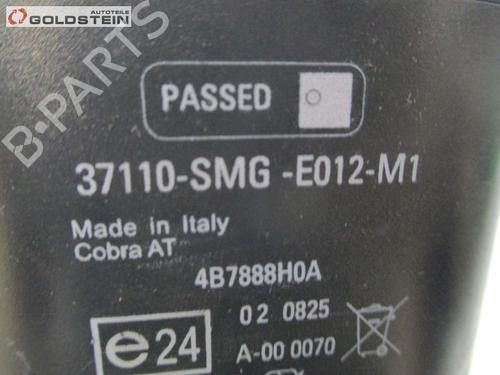 AUTOTEILE
GOLDSTEIN
B-PARTS
PASSED
37110-SMG -E012-M1
Made in Italy
Cobra AT
4B7888H0A
02 0825
e24
A-00 0070